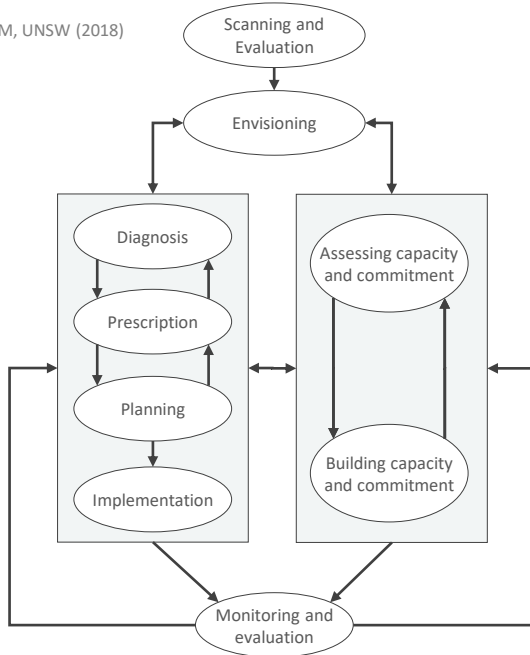 M, UNSW (2018)
Scanning and
Evaluation
Envisioning
Diagnosis
Prescription
Planning
Implementation
Assessing capacity
and commitment
Building capacity
and commitment
Monitoring and
evaluation